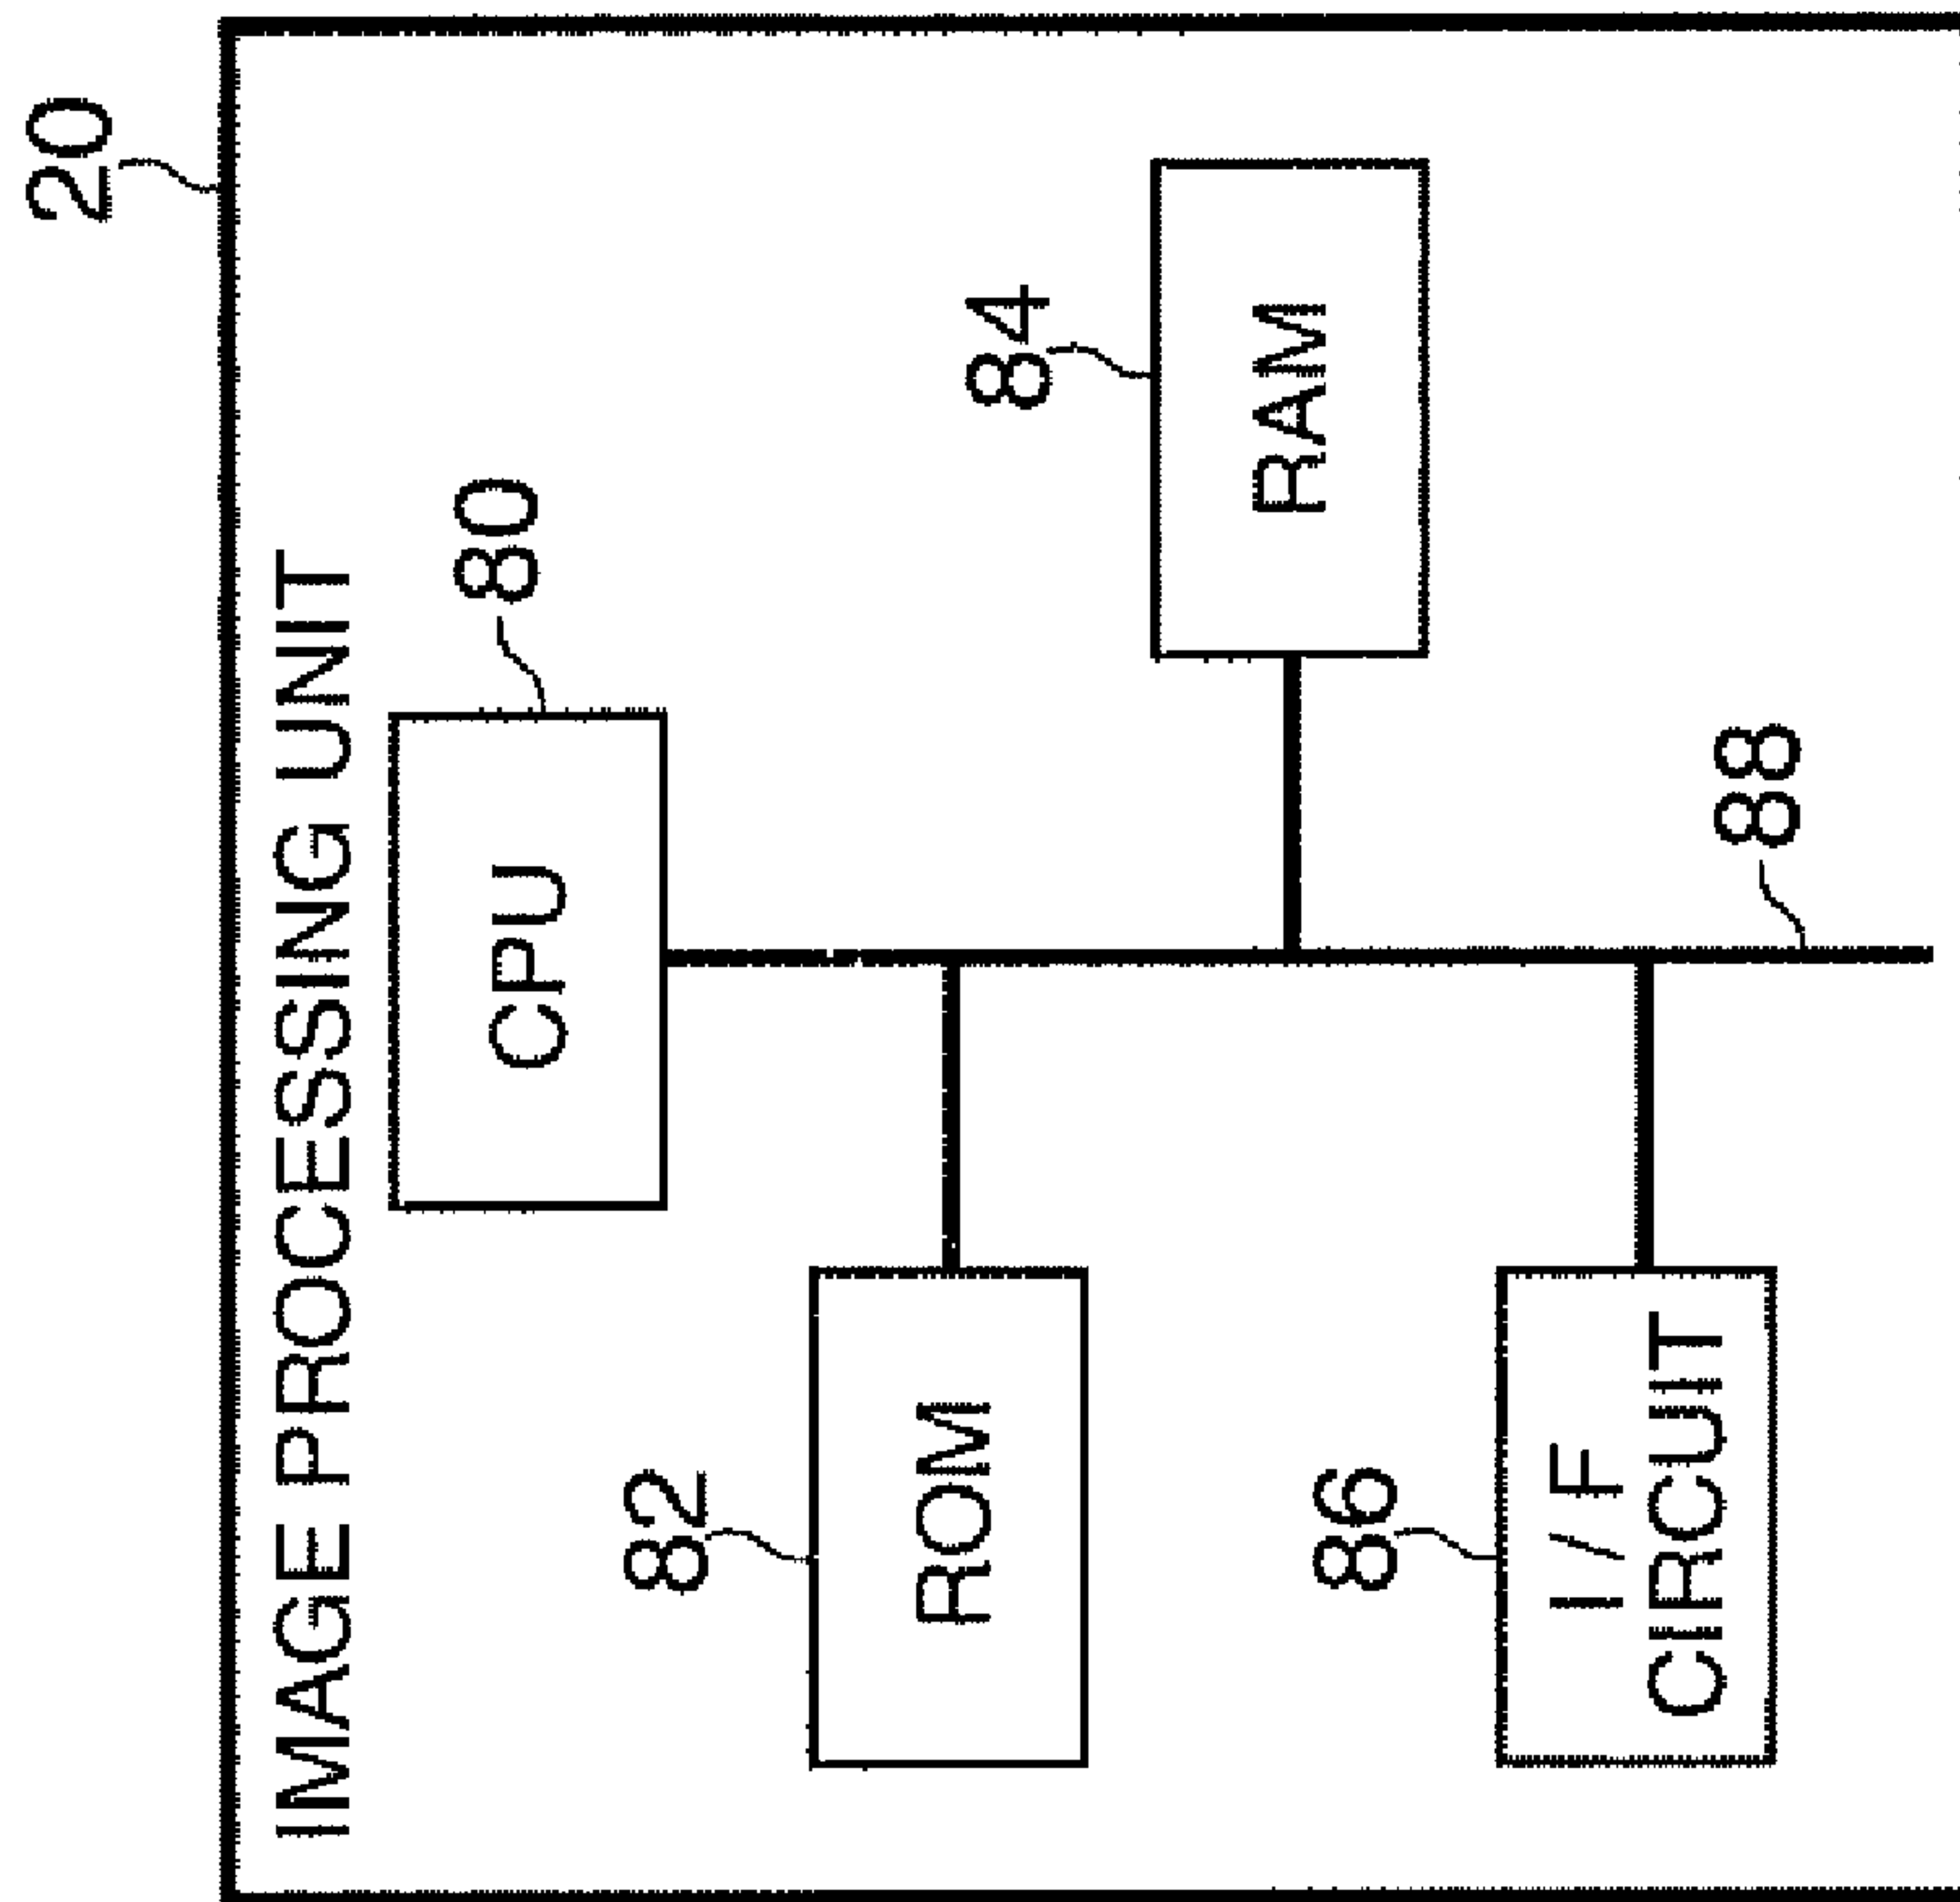 20
IMAGE PROCESSING UNIT
80
CPU
82
ROM
84
RAM
86
I / F
CIRCUIT
88